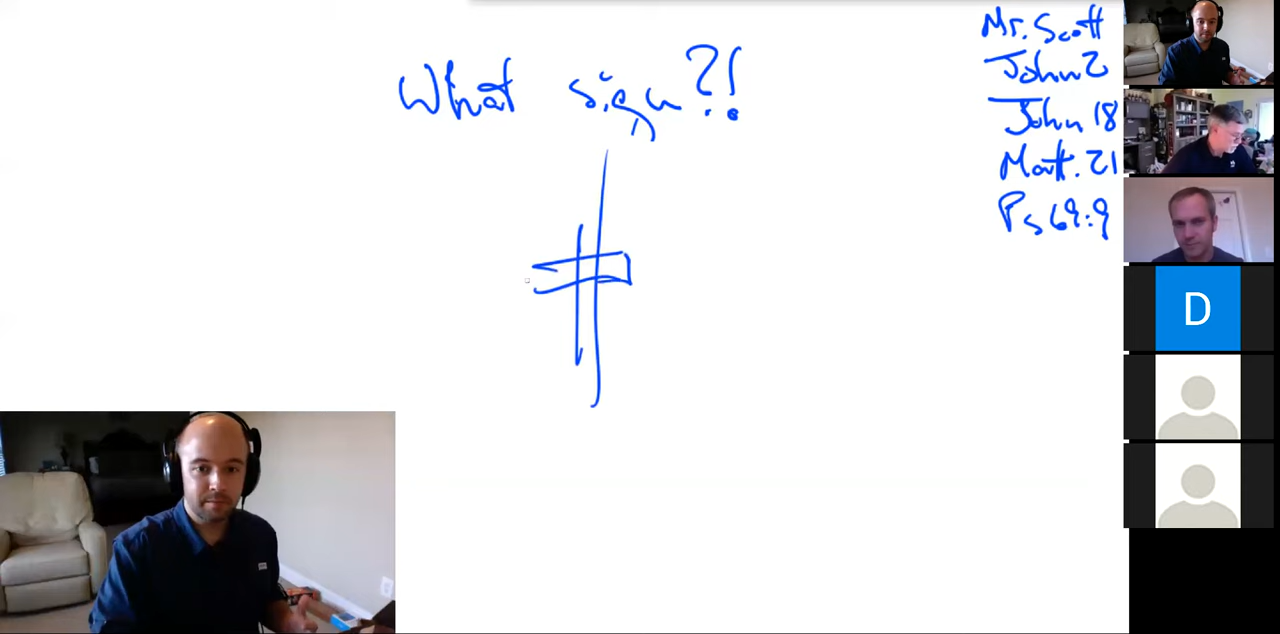 What sign?!
Mr. Scott
John 2
John 18
Matt. 21
Ps 69:9
D